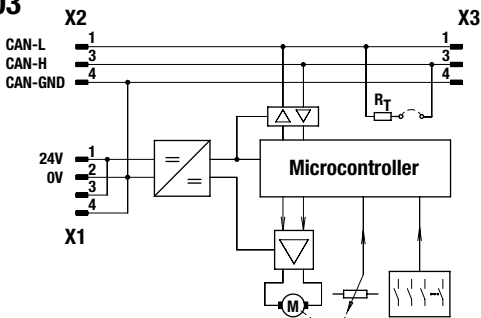 03
X2
X3
CAN-L 1 1
CAN-H 3 3
CAN-GND 4 4
RT
24V 1
0V 2
3
4
X1
Microcontroller
M